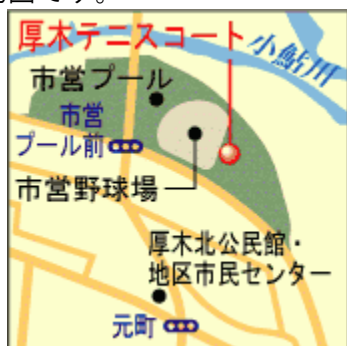 厚木テニスコート
小鮎川
市営プール
市営
プール前
市営野球場
厚木北公民館・
地区市民センター
元町